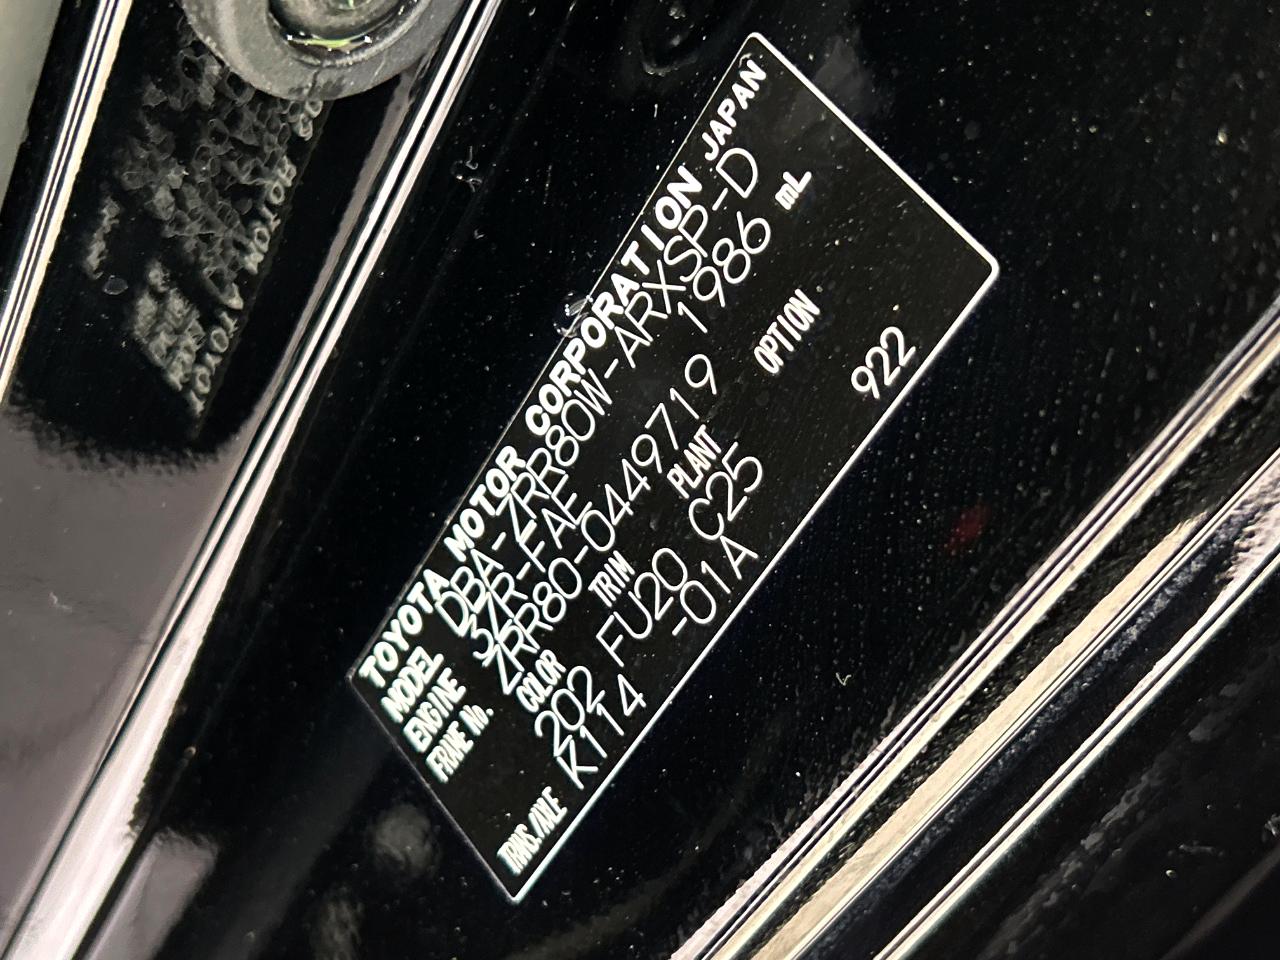 TOYOTA MOTOR CORPORATION JAPAN
MODEL DBA-ZRR80W-ARXSP-D
ENGINE 3ZR-FAE 1986 mL
FRAME No. ZRR80-0449719
COLOR TRIM PLANT OPTION
202 FU20 C25 922
TRANS./AXLE K114 -01A